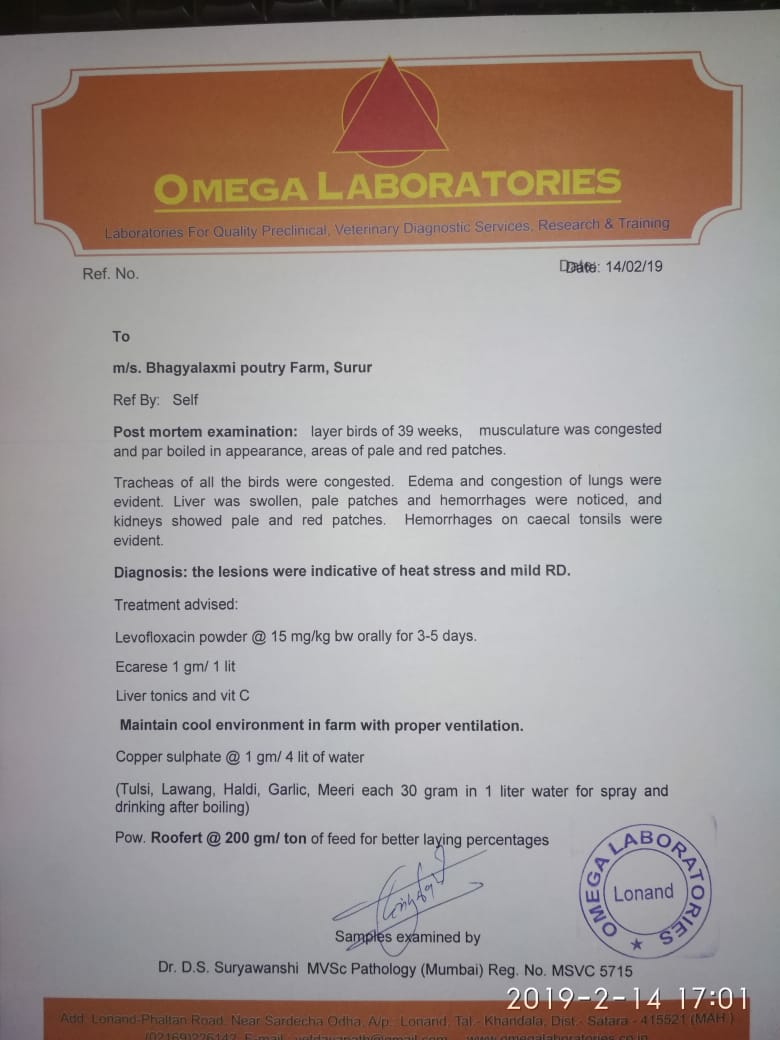 OMEGA LABORATORIES
Laboratories For Quality Preclinical, Veterinary Diagnostic Services, Research & Training
Ref. No.
Date: 14/02/19
To
m/s. Bhagyalaxmi poutry Farm, Surur
Ref By: Self
Post mortem examination: layer birds of 39 weeks, musculature was congested
and par boiled in appearance, areas of pale and red patches.
Tracheas of all the birds were congested. Edema and congestion of lungs were
evident. Liver was swollen, pale patches and hemorrhages were noticed, and
kidneys showed pale and red patches. Hemorrhages on caecal tonsils were
evident.
Diagnosis: the lesions were indicative of heat stress and mild RD.
Treatment advised:
Levofloxacin powder @ 15 mg/kg bw orally for 3-5 days.
Ecarese 1 gm/ 1 lit
Liver tonics and vit C
Maintain cool environment in farm with proper ventilation.
Copper sulphate @ 1 gm/ 4 lit of water
(Tulsi, Lawang, Haldi, Garlic, Meeri each 30 gram in 1 liter water for spray and
drinking after boiling)
Pow. Roofert @ 200 gm/ ton of feed for better laying percentages
OMEGA LABORATORIES
Lonand
Samples examined by
Dr. D.S. Suryawanshi MVSc Pathology (Mumbai) Reg. No. MSVC 5715
2019-2-14 17:01
Add. Lonand-Phaltan Road, Near Sardecha Odha, A/p. Lonand, Tal.- Khandala, Dist.- Satara - 415521 (MAH.)